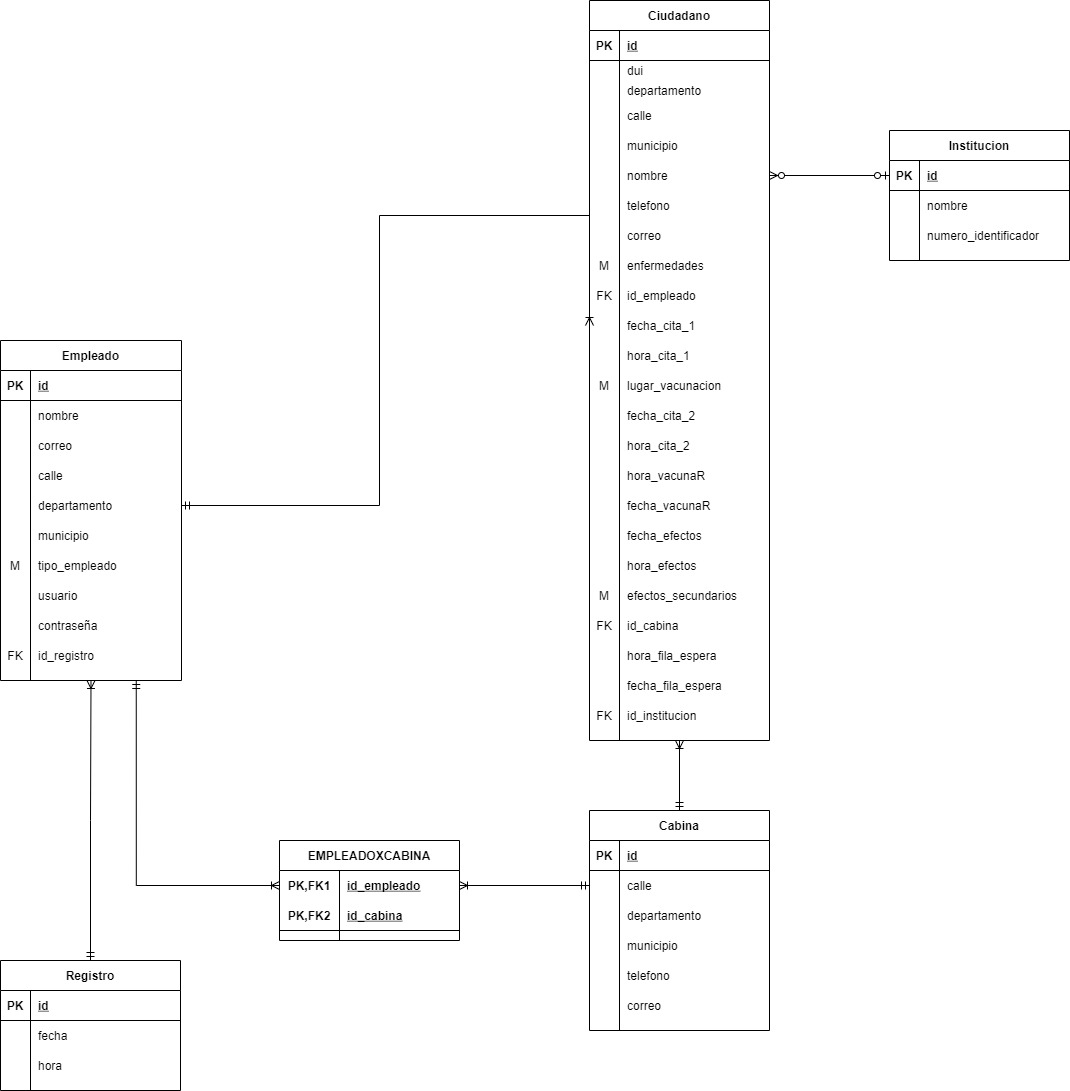 Ciudadano
PK id
dui
departamento
calle
municipio
nombre
telefono
correo
M enfermedades
FK id_empleado
fecha_cita_1
hora_cita_1
M lugar_vacunacion
fecha_cita_2
hora_cita_2
hora_vacunaR
fecha_vacunaR
fecha_efectos
hora_efectos
M efectos_secundarios
FK id_cabina
hora_fila_espera
fecha_fila_espera
FK id_institucion
Institucion
PK id
nombre
numero_identificador
Empleado
PK id
nombre
correo
calle
departamento
municipio
M tipo_empleado
usuario
contraseña
FK id_registro
EMPLEADOXCABINA
PK,FK1 id_empleado
PK,FK2 id_cabina
Cabina
PK id
calle
departamento
municipio
telefono
correo
Registro
PK id
fecha
hora